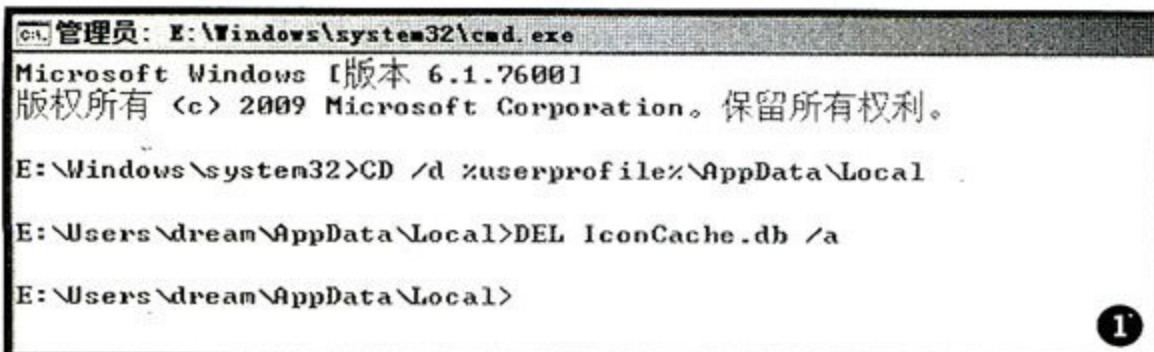 管理员: E:\Windows\system32\cmd.exe
Microsoft Windows [版本 6.1.7600]
版权所有 <c> 2009 Microsoft Corporation。保留所有权利。
E:\Windows\system32>CD /d %userprofile%\AppData\Local
E:\Users\dream\AppData\Local>DEL IconCache.db /a
E:\Users\dream\AppData\Local>
1